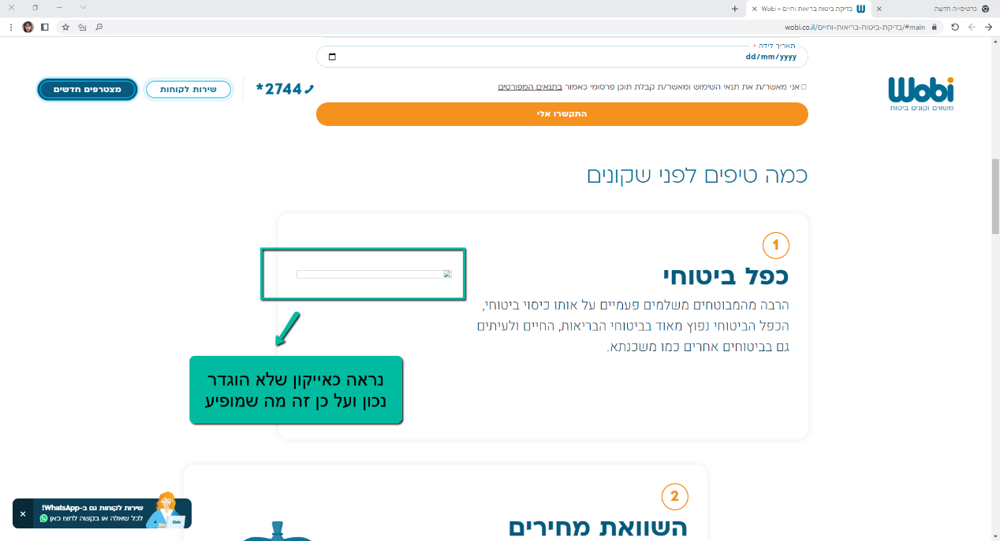 כרטיסייה חדשה
בדיקת ביטוח בריאות וחיים – Wobi
wobi.co.il/בדיקת-ביטוח-בריאות-וחיים/#main
תאריך לידה *
dd/mm/yyyy
Wobi
משווים וקונים ביטוח
אני מאשר/ת את תנאי השימוש ומאשר/ת קבלת תוכן פרסומי כאמור בתנאים המפורטים
*2744
שירות לקוחות
מצטרפים חדשים
התקשרו אלי
כמה טיפים לפני שקונים
1
כפל ביטוחי
הרבה מהמבוטחים משלמים פעמיים על אותו כיסוי ביטוחי,
הכפל הביטוחי נפוץ מאוד בביטוחי הבריאות, החיים ולעיתים
גם בביטוחים אחרים כמו משכנתא.
נראה כאייקון שלא הוגדר
נכון ועל כן זה מה שמופיע
2
השוואת מחירים
שירות לקוחות גם ב-WhatsApp!
לכל שאלה או בקשה לחצו כאן
Wobi